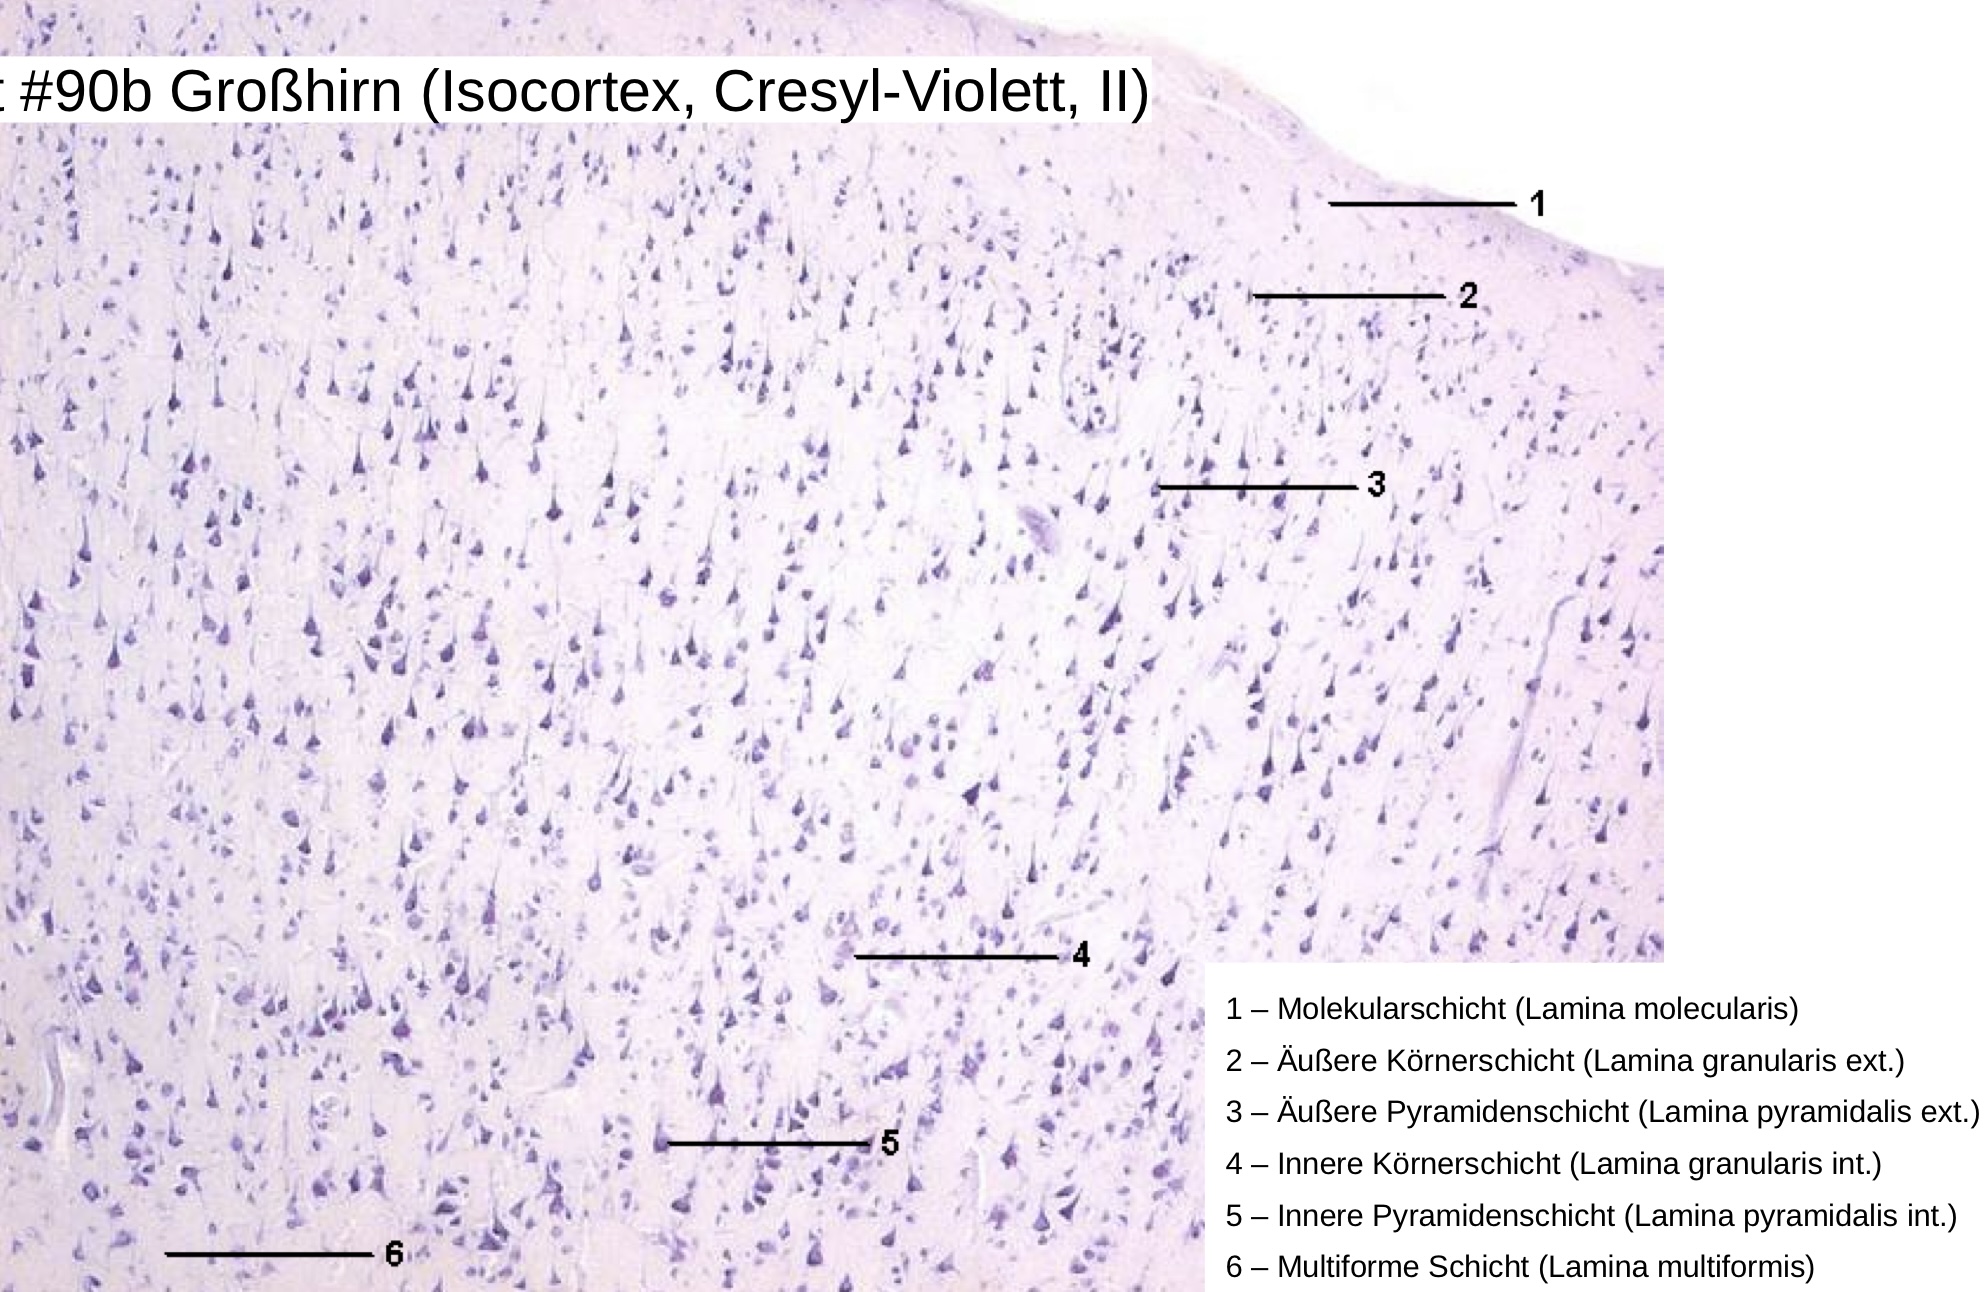 #90b Großhirn (Isocortex, Cresyl-Violett, II)
1
2
3
4
5
6
1 – Molekularschicht (Lamina molecularis)
2 – Äußere Körnerschicht (Lamina granularis ext.)
3 – Äußere Pyramidenschicht (Lamina pyramidalis ext.)
4 – Innere Körnerschicht (Lamina granularis int.)
5 – Innere Pyramidenschicht (Lamina pyramidalis int.)
6 – Multiforme Schicht (Lamina multiformis)